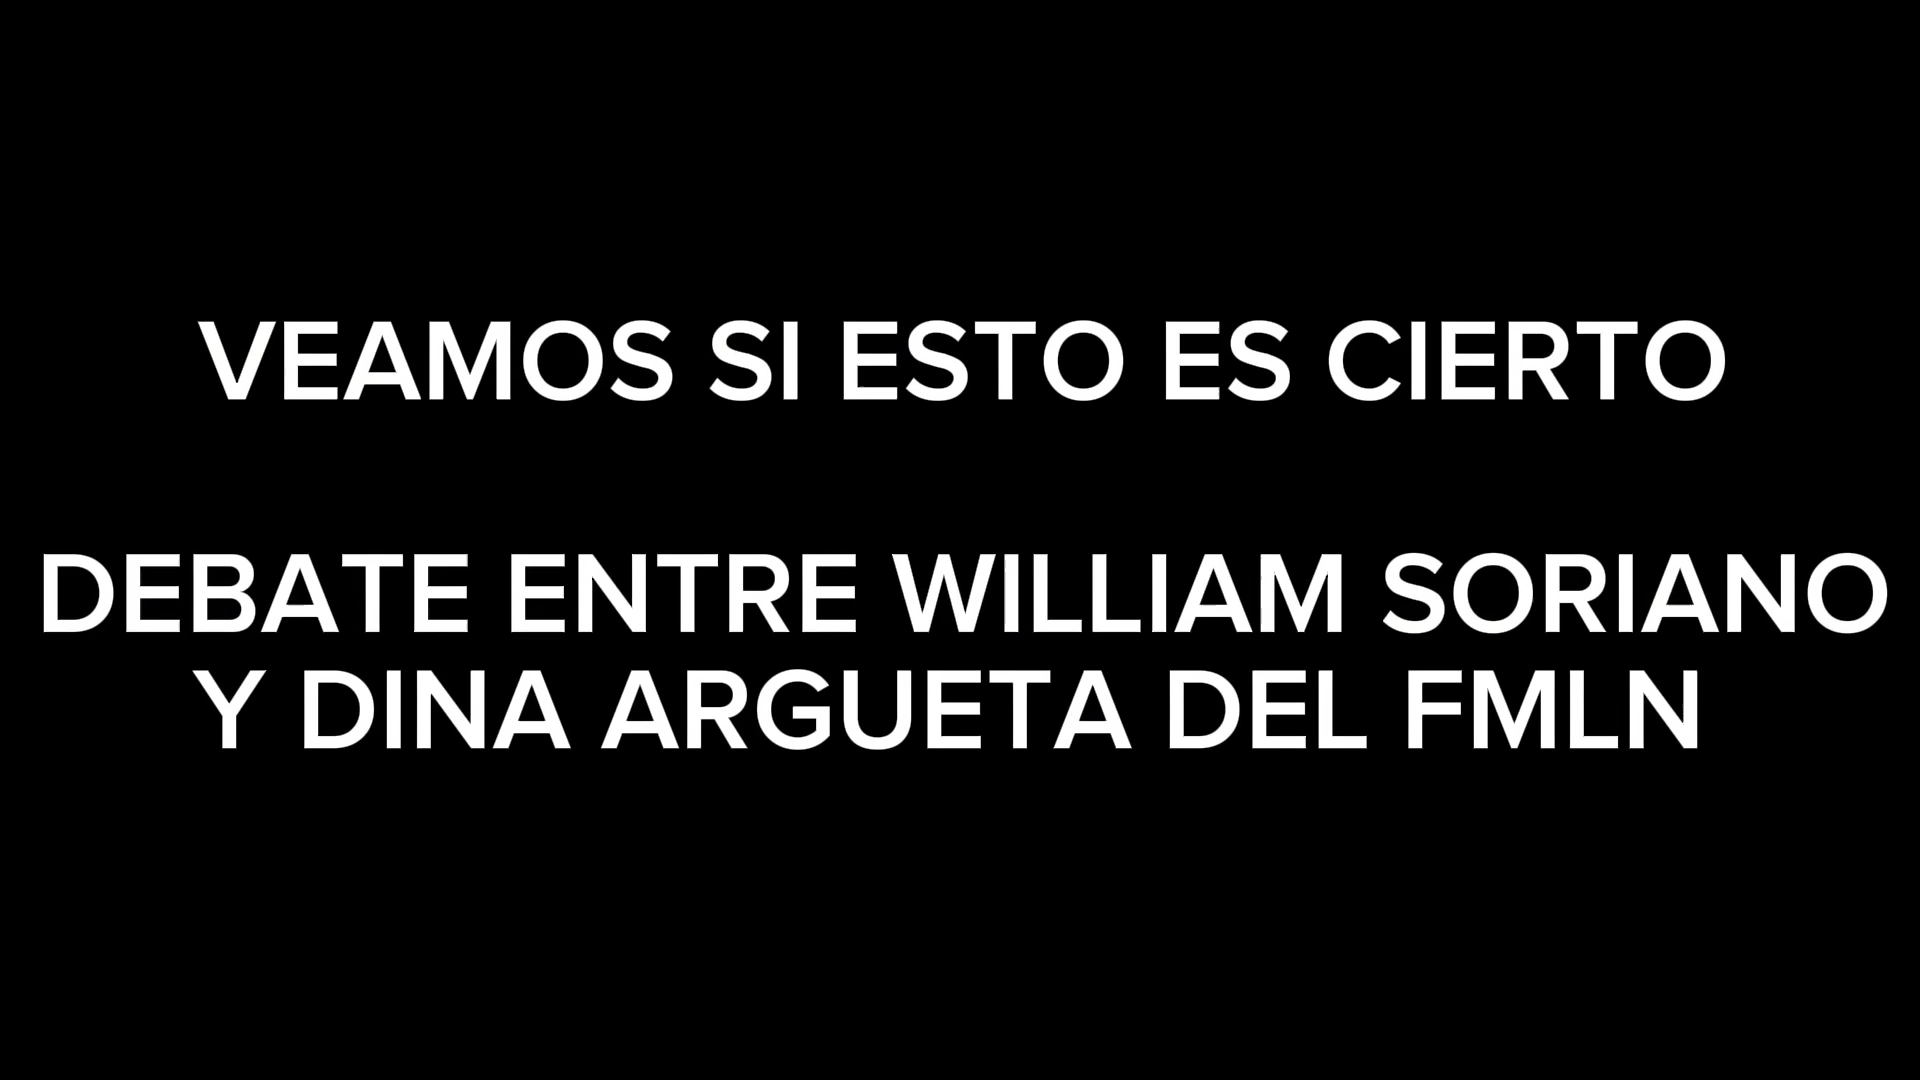 VEAMOS SI ESTO ES CIERTO
DEBATE ENTRE WILLIAM SORIANO
Y DINA ARGUETA DEL FMLN